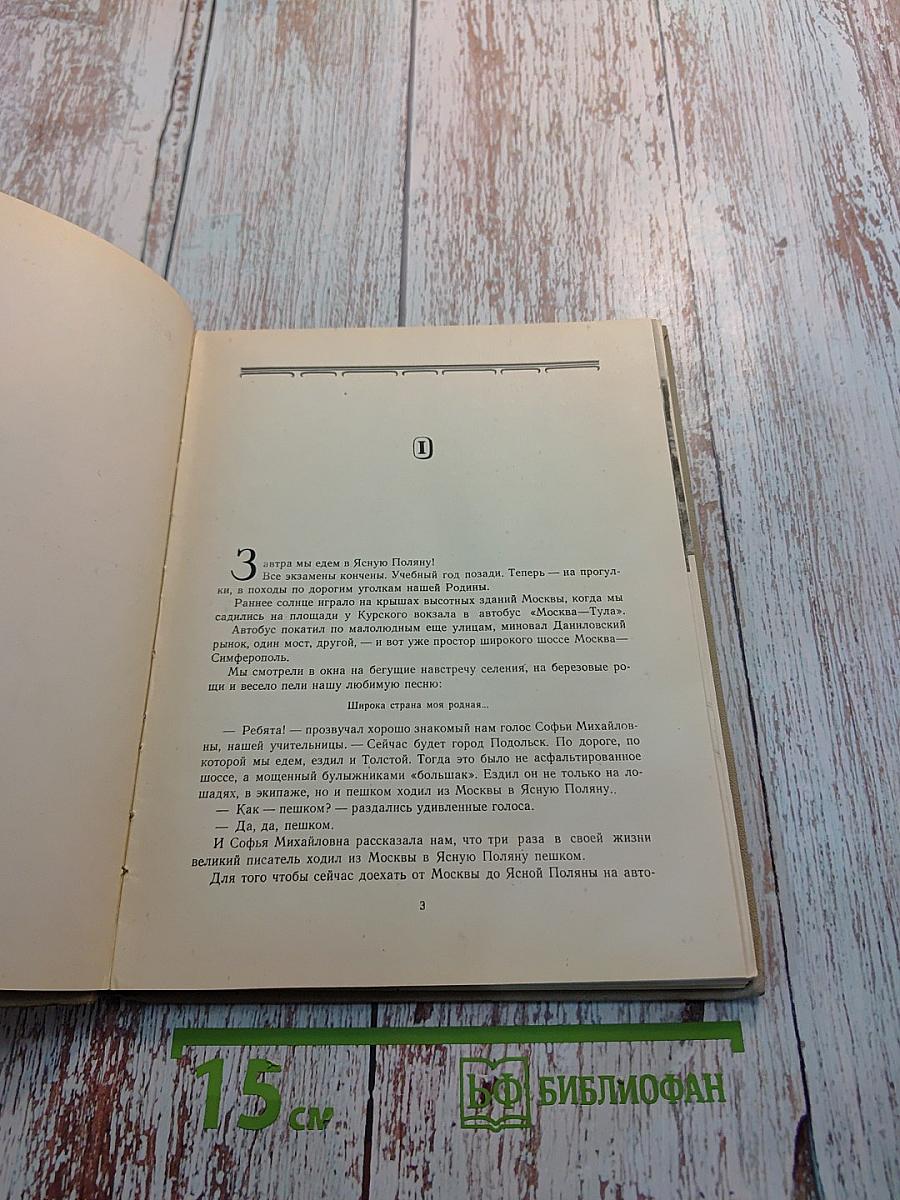 I
Завтра мы едем в Ясную Поляну!
Все экзамены кончены. Учебный год позади. Теперь — на прогул-
ки, в походы по дорогим уголкам нашей Родины.
Раннее солнце играло на крышах высотных зданий Москвы, когда мы
садились на площади у Курского вокзала в автобус «Москва—Тула».
Автобус покатил по малолюдным еще улицам, миновал Даниловский
рынок, один мост, другой, — и вот уже простор широкого шоссе Москва—
Симферополь.
Мы смотрели в окна на бегущие навстречу селения, на березовые ро-
щи и весело пели нашу любимую песню:
Широка страна моя родная...
— Ребята! — прозвучал хорошо знакомый нам голос Софьи Михайлов-
ны, нашей учительницы. — Сейчас будет город Подольск. По дороге, по
которой мы едем, ездил и Толстой. Тогда это было не асфальтированное
шоссе, а мощенный булыжниками «большак». Ездил он не только на ло-
шадях, в экипаже, но и пешком ходил из Москвы в Ясную Поляну..
— Как — пешком? — раздались удивленные голоса.
— Да, да, пешком.
И Софья Михайловна рассказала нам, что три раза в своей жизни
великий писатель ходил из Москвы в Ясную Поляну пешком.
Для того чтобы сейчас доехать от Москвы до Ясной Поляны на авто-
3
15 см
БФ БИБЛИОФАН